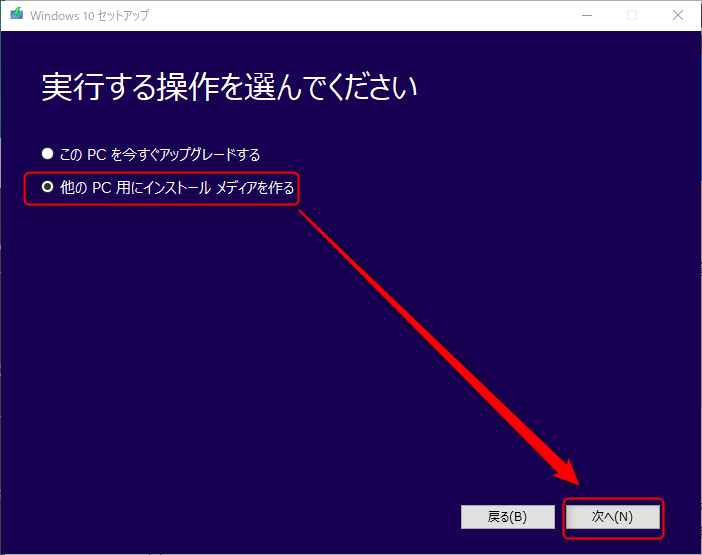 Windows 10 セットアップ
実行する操作を選んでください
この PC を今すぐアップグレードする
他の PC 用にインストール メディアを作る
戻る(B)
次へ(N)